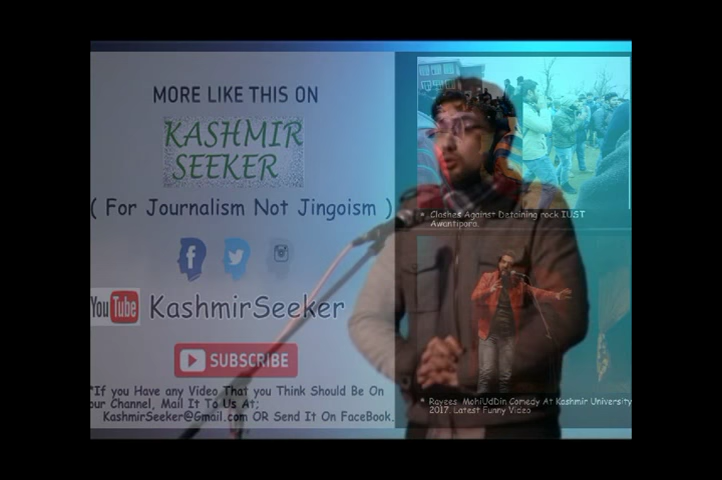 MORE LIKE THIS ON
KASHMIR
SEEKER
( For Journalism Not Jingoism )
YouTube KashmirSeeker
SUBSCRIBE
*If you Have any Video That you Think Should Be On
our Channel, Mail It To Us At;
KashmirSeeker@Gmail.com OR Send It On FaceBook.
* Clashes Against Detaining rock IUST
Awantipora.
* Rayees MohiUdDin Comedy At Kashmir University
2017. Latest Funny Video